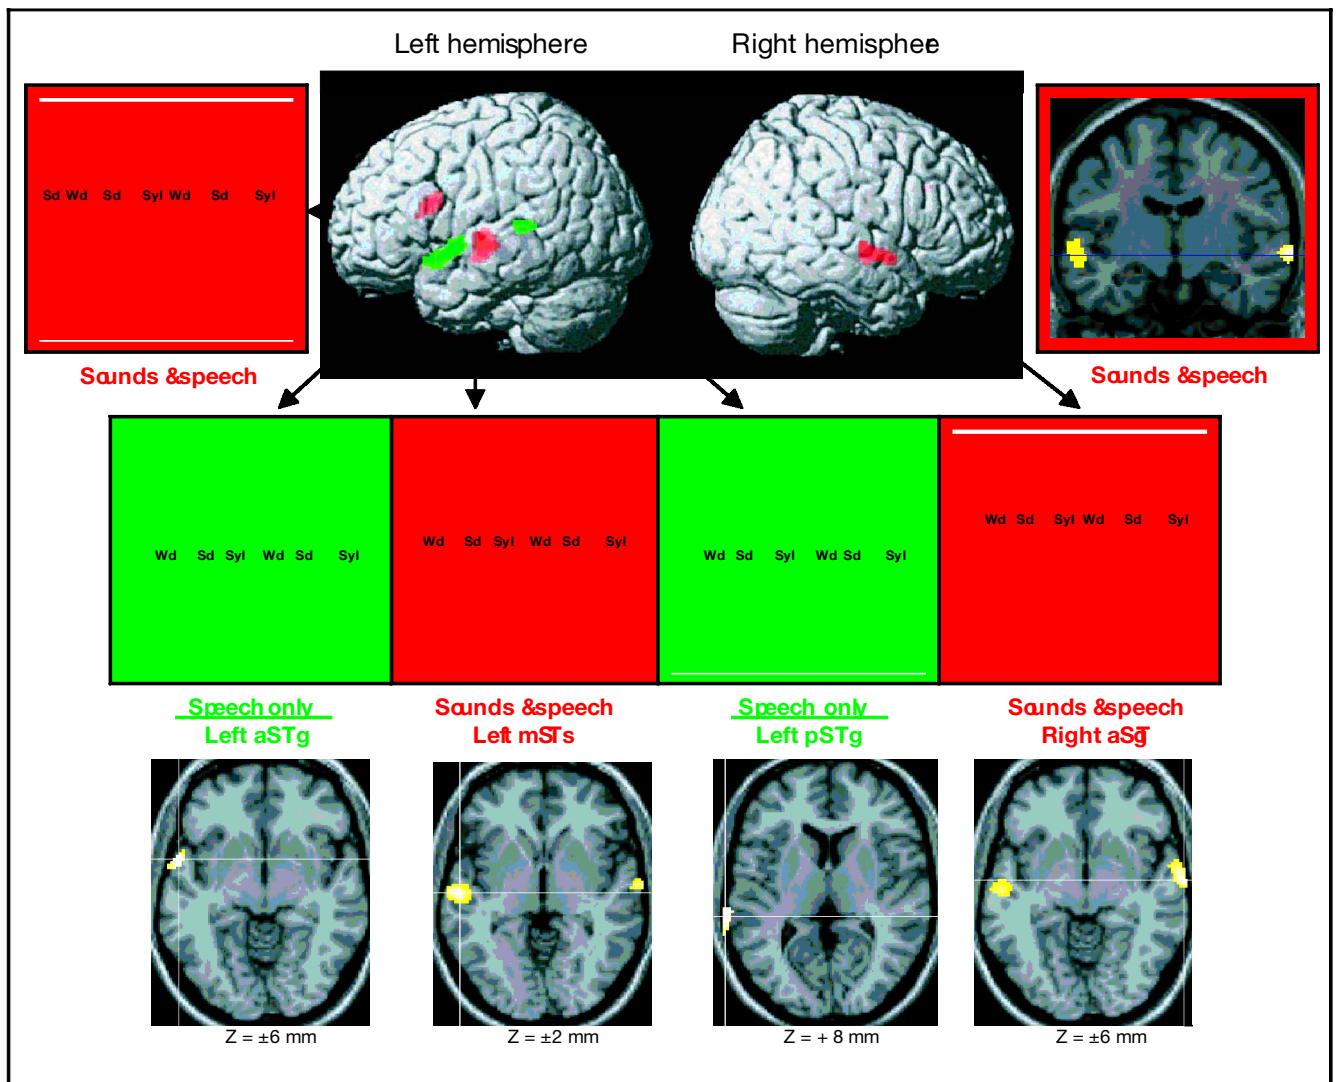 Left hemisphere
Right hemisphere
Sd Wd Sd Syl Wd Sd Syl
Sounds &speech
Sounds &speech
Wd Sd Syl Wd Sd Syl
Wd Sd Syl Wd Sd Syl
Wd Sd Syl Wd Sd Syl
Wd Sd Syl Wd Sd Syl
Speech only
Left aSTg
Sounds &speech
Left mSTs
Speech only
Left pSTg
Sounds &speech
Right aSTg
Z = ±6 mm
Z = ±2 mm
Z = + 8 mm
Z = ±6 mm